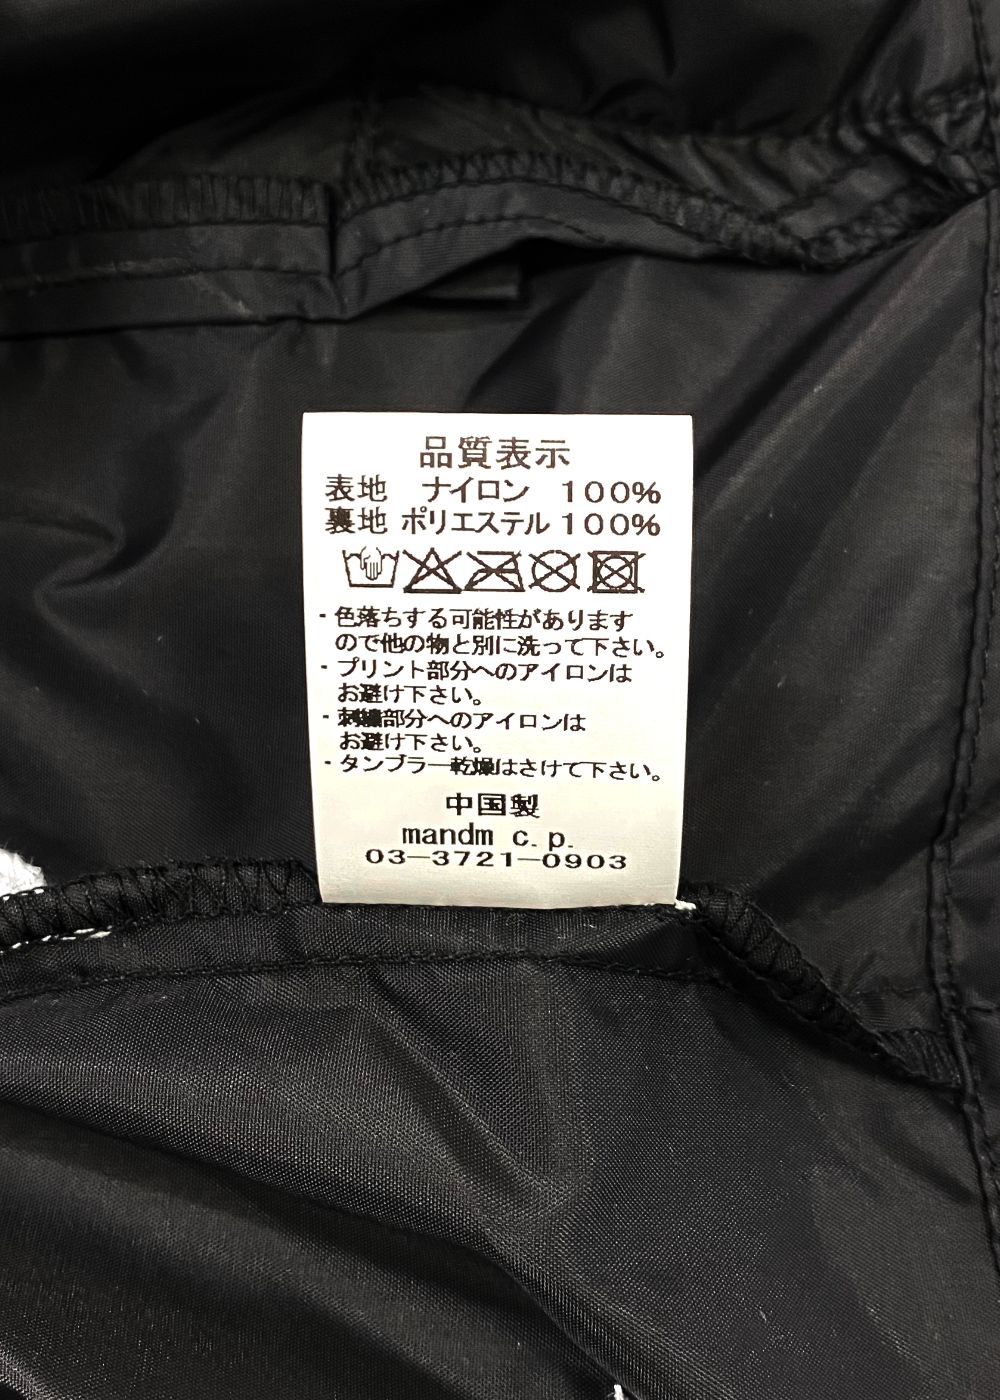 品質表示
表地 ナイロン 100%
裏地 ポリエステル 100%
・色落ちする可能性があります
ので他の物と別に洗って下さい。
・プリント部分へのアイロンは
お避け下さい。
・刺繍部分へのアイロンは
お避け下さい。
・タンブラー乾燥はさけて下さい。
中国製
mandm c.p.
03-3721-0903